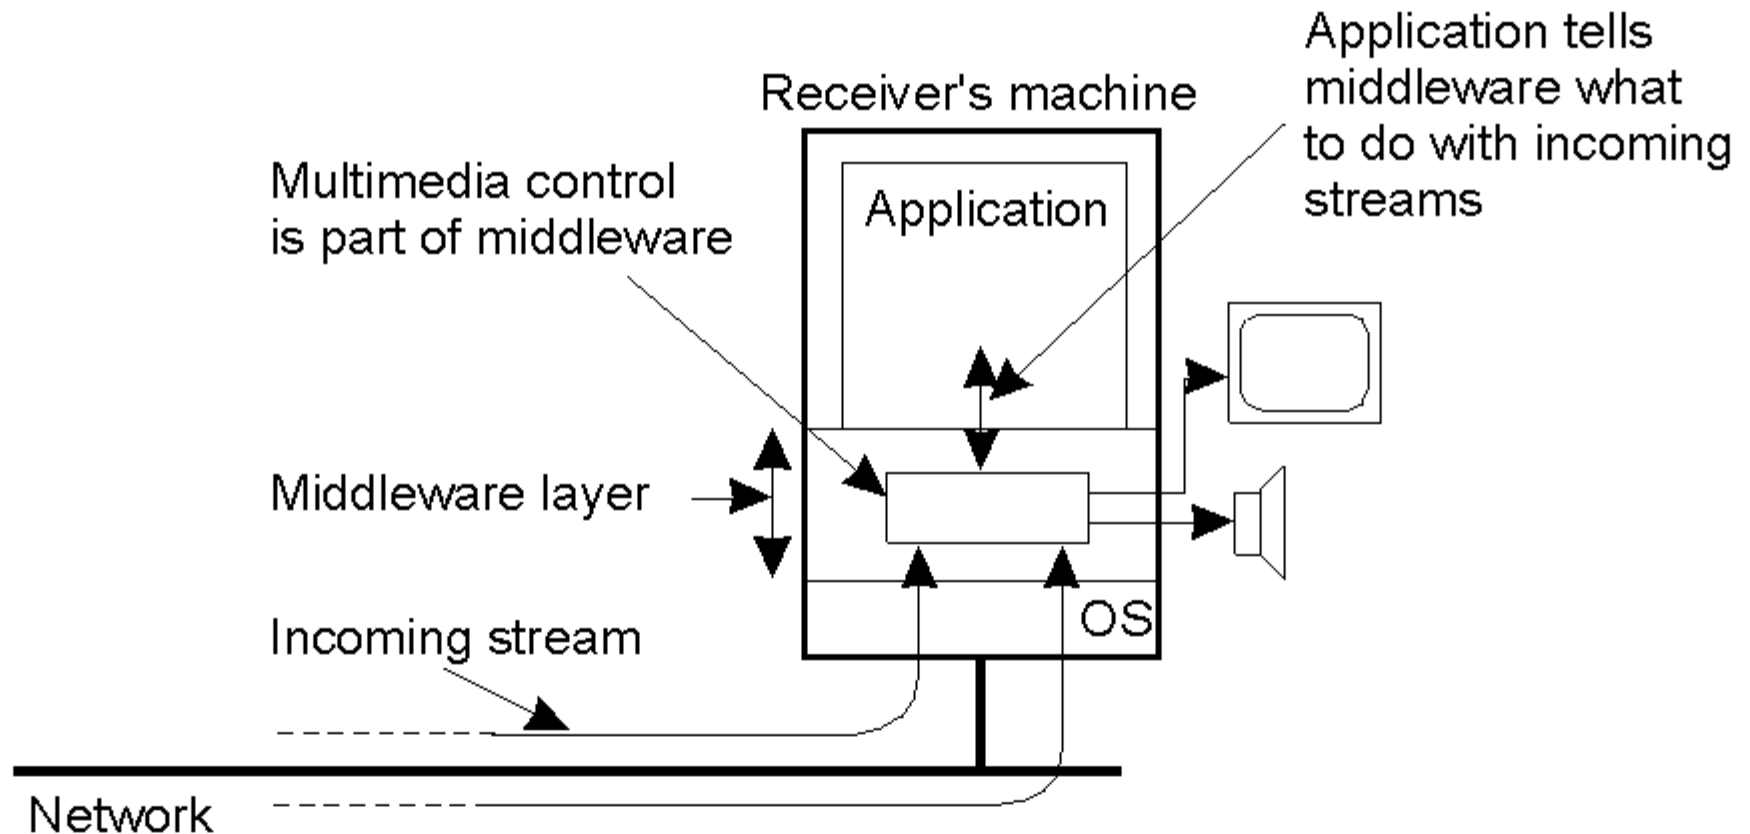 Application tells
middleware what
to do with incoming
streams
Receiver's machine
Multimedia control
is part of middleware
Application
Middleware layer
OS
Incoming stream
Network